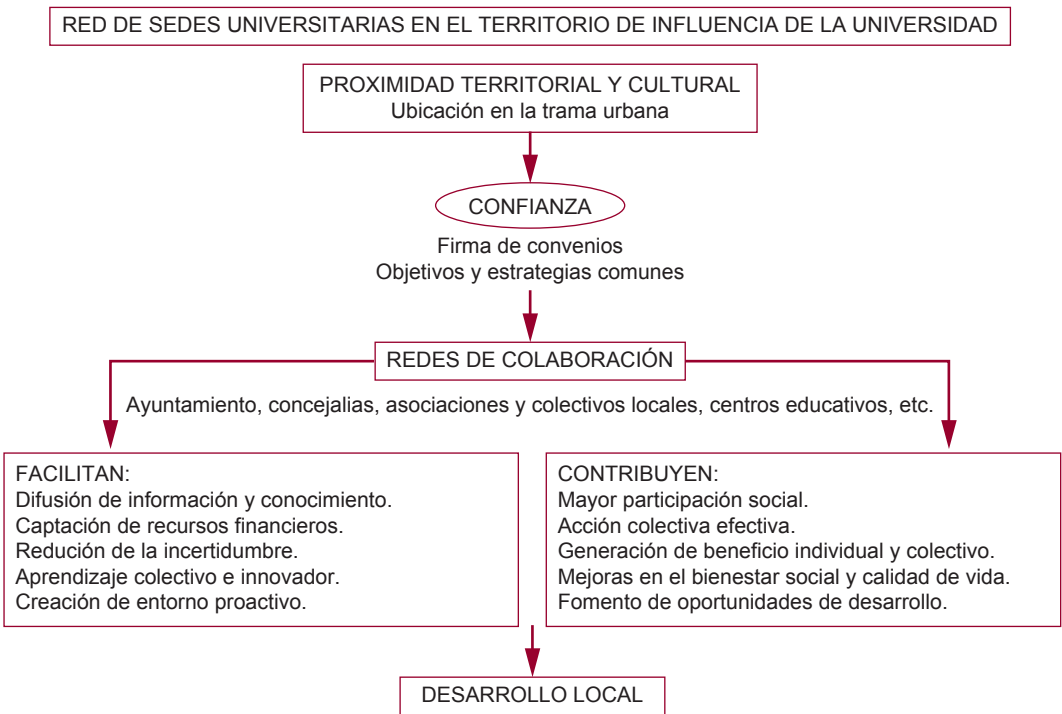 RED DE SEDES UNIVERSITARIAS EN EL TERRITORIO DE INFLUENCIA DE LA UNIVERSIDAD
PROXIMIDAD TERRITORIAL Y CULTURAL
Ubicación en la trama urbana
CONFIANZA
Firma de convenios
Objetivos y estrategias comunes
REDES DE COLABORACIÓN
Ayuntamiento, concejalias, asociaciones y colectivos locales, centros educativos, etc.
FACILITAN:
Difusión de información y conocimiento.
Captación de recursos financieros.
Redución de la incertidumbre.
Aprendizaje colectivo e innovador.
Creación de entorno proactivo.
CONTRIBUYEN:
Mayor participación social.
Acción colectiva efectiva.
Generación de beneficio individual y colectivo.
Mejoras en el bienestar social y calidad de vida.
Fomento de oportunidades de desarrollo.
DESARROLLO LOCAL